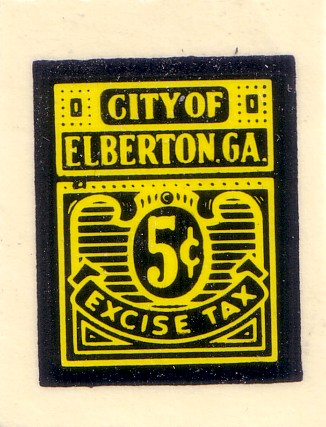 CITY OF
ELBERTON. GA.
5¢
EXCISE TAX